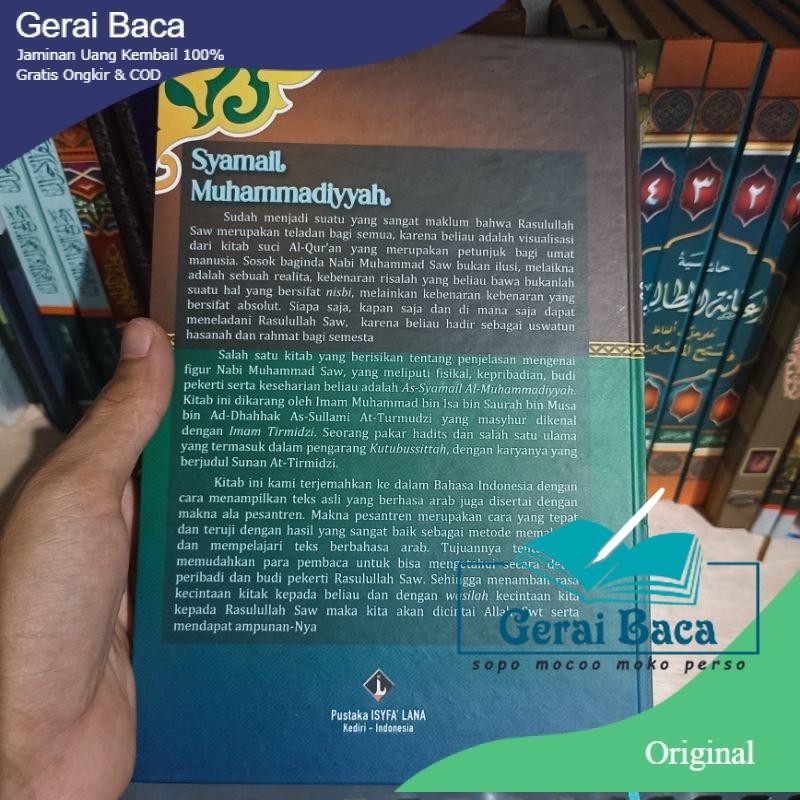 Gerai Baca
Jaminan Uang Kembail 100%
Gratis Ongkir & COD
Syamail
Muhammadiyyah
Sudah menjadi suatu yang sangat maklum bahwa Rasulullah
Saw merupakan teladan bagi semua, karena beliau adalah visualisasi
dari kitab suci Al-Qur'an yang merupakan petunjuk bagi umat
manusia. Sosok baginda Nabi Muhammad Saw bukan ilusi, melaikna
adalah sebuah realita, kebenaran risalah yang beliau bawa bukanlah
suatu hal yang bersifat nisbi, melainkan kebenaran kebenaran yang
bersifat absolut. Siapa saja, kapan saja dan di mana saja dapat
meneladani Rasulullah Saw, karena beliau hadir sebagai uswatun
hasanah dan rahmat bagi semesta
Salah satu kitab yang berisikan tentang penjelasan mengenai
figur Nabi Muhammad Saw, yang meliputi fisikal, kepribadian, budi
pekerti serta keseharian beliau adalah As-Syamail Al-Muhammadiyyah.
Kitab ini dikarang oleh Imam Muhammad bin Isa bin Saurah bin Musa
bin Ad-Dhahhak As-Sullami At-Turmudzi yang masyhur dikenal
dengan Imam Tirmidzi. Seorang pakar hadits dan salah satu ulama
yang termasuk dalam pengarang Kutubussittah, dengan karyanya yang
berjudul Sunan At-Tirmidzi.
Kitab ini kami terjemahkan ke dalam Bahasa Indonesia dengan
cara menampilkan teks asli yang berhasa arab juga disertai dengan
makna ala pesantren. Makna pesantren merupakan cara yang tepat
dan teruji dengan hasil yang sangat baik sebagai metode
dan mempelajari teks berbahasa arab. Tujuannya
memudahkan para pembaca untuk bisa mengetahui secara
peribadi dan budi pekerti Rasulullah Saw. Sehingga menambah rasa
kecintaan kitak kepada beliau dan dengan wasilah kecintaan kita
kepada Rasulullah Saw maka kita akan dicintai Allah Swt serta
mendapat ampunan-Nya
Gerai Baca
sopo mocoo moko perso
Pustaka ISYFA' LANA
Kediri - Indonesia
Original
٤
٣
٢
حاشية
إعانة الطالبين